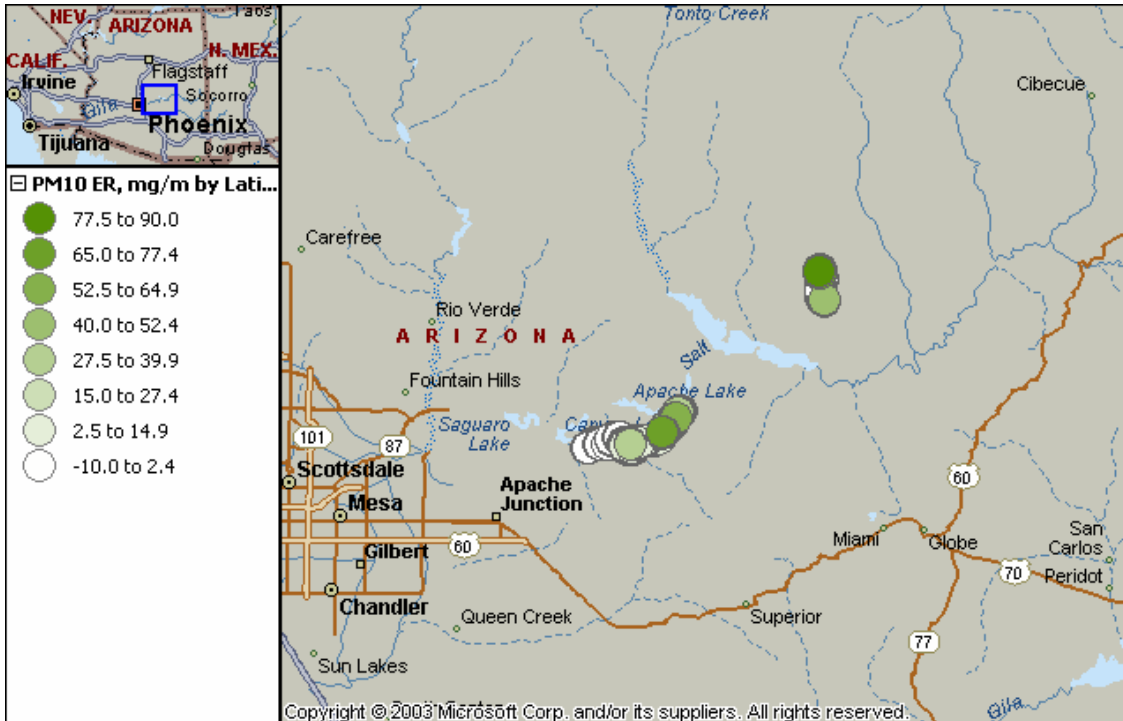 NEV.
ARIZONA
Taos
CALIF.
N. MEX.
Flagstaff
Irvine
Socorro
Gila
Phoenix
Tijuana
Douglas
PM10 ER, mg/m by Lati...
77.5 to 90.0
65.0 to 77.4
52.5 to 64.9
40.0 to 52.4
27.5 to 39.9
15.0 to 27.4
2.5 to 14.9
-10.0 to 2.4
Tonto Creek
Cibecue
Carefree
Rio Verde
ARIZONA
Salt
Fountain Hills
Apache Lake
Saguaro
Lake
101
87
Scottsdale
60
Apache
Junction
Mesa
Miami
Globe
San
Carlos
Gilbert
60
70
Peridot
Chandler
Queen Creek
Superior
77
Sun Lakes
Gila
Copyright © 2003 Microsoft Corp. and/or its suppliers. All rights reserved.